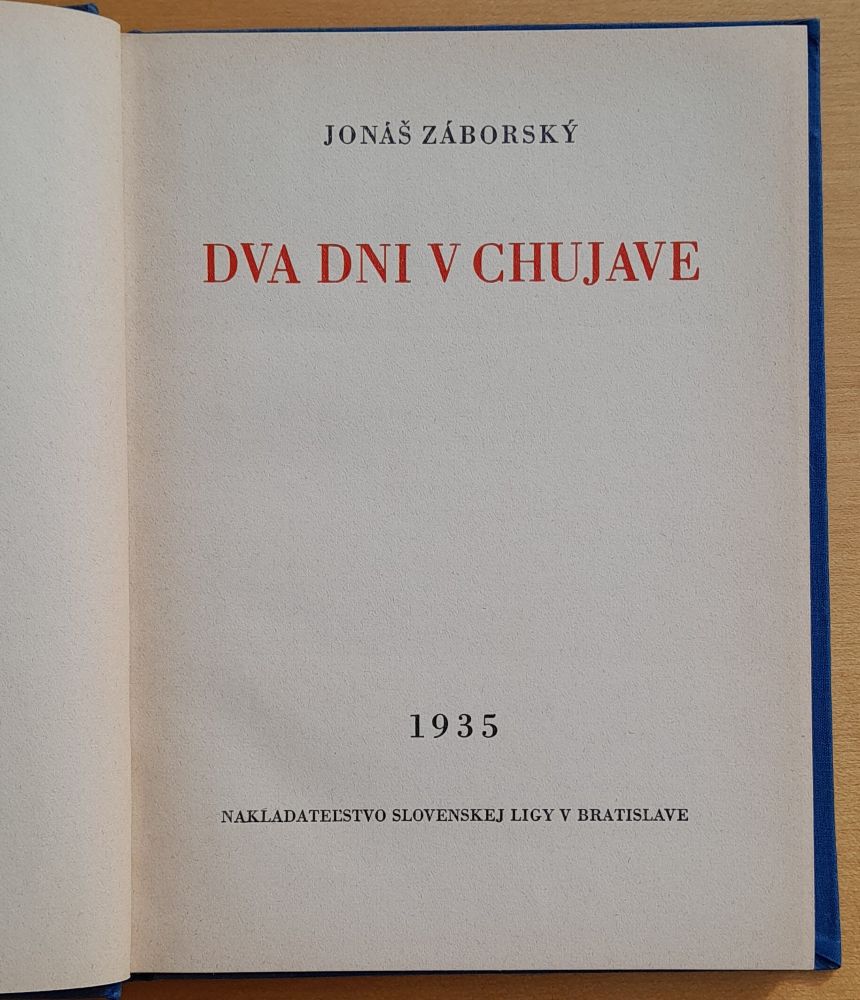 JONÁŠ ZÁBORSKÝ
DVA DNI V CHUJAVE
1935
NAKLADATEĽSTVO SLOVENSKEJ LIGY V BRATISLAVE